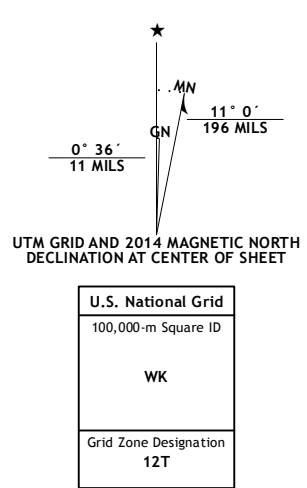 ★
MN
GN
11° 0´
196 MILS
0° 36´
11 MILS
UTM GRID AND 2014 MAGNETIC NORTH
DECLINATION AT CENTER OF SHEET
U.S. National Grid
100,000-m Square ID
WK
Grid Zone Designation
12T